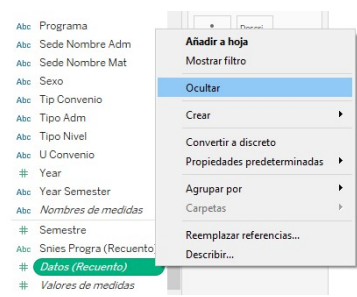 Abc Programa
Abc Sede Nombre Adm
Abc Sede Nombre Mat
Abc Sexo
Abc Tip Convenio
Abc Tipo Adm
Abc Tipo Nivel
Abc U Convenio
# Year
Abc Year Semester
Abc Nombres de medidas
# Semestre
Abc Snies Progra (Recuento)
# Datos (Recuento)
# Valores de medidas
Añadir a hoja
Mostrar filtro
Ocultar
Crear
Convertir a discreto
Propiedades predeterminadas
Agrupar por
Carpetas
Reemplazar referencias...
Describir...